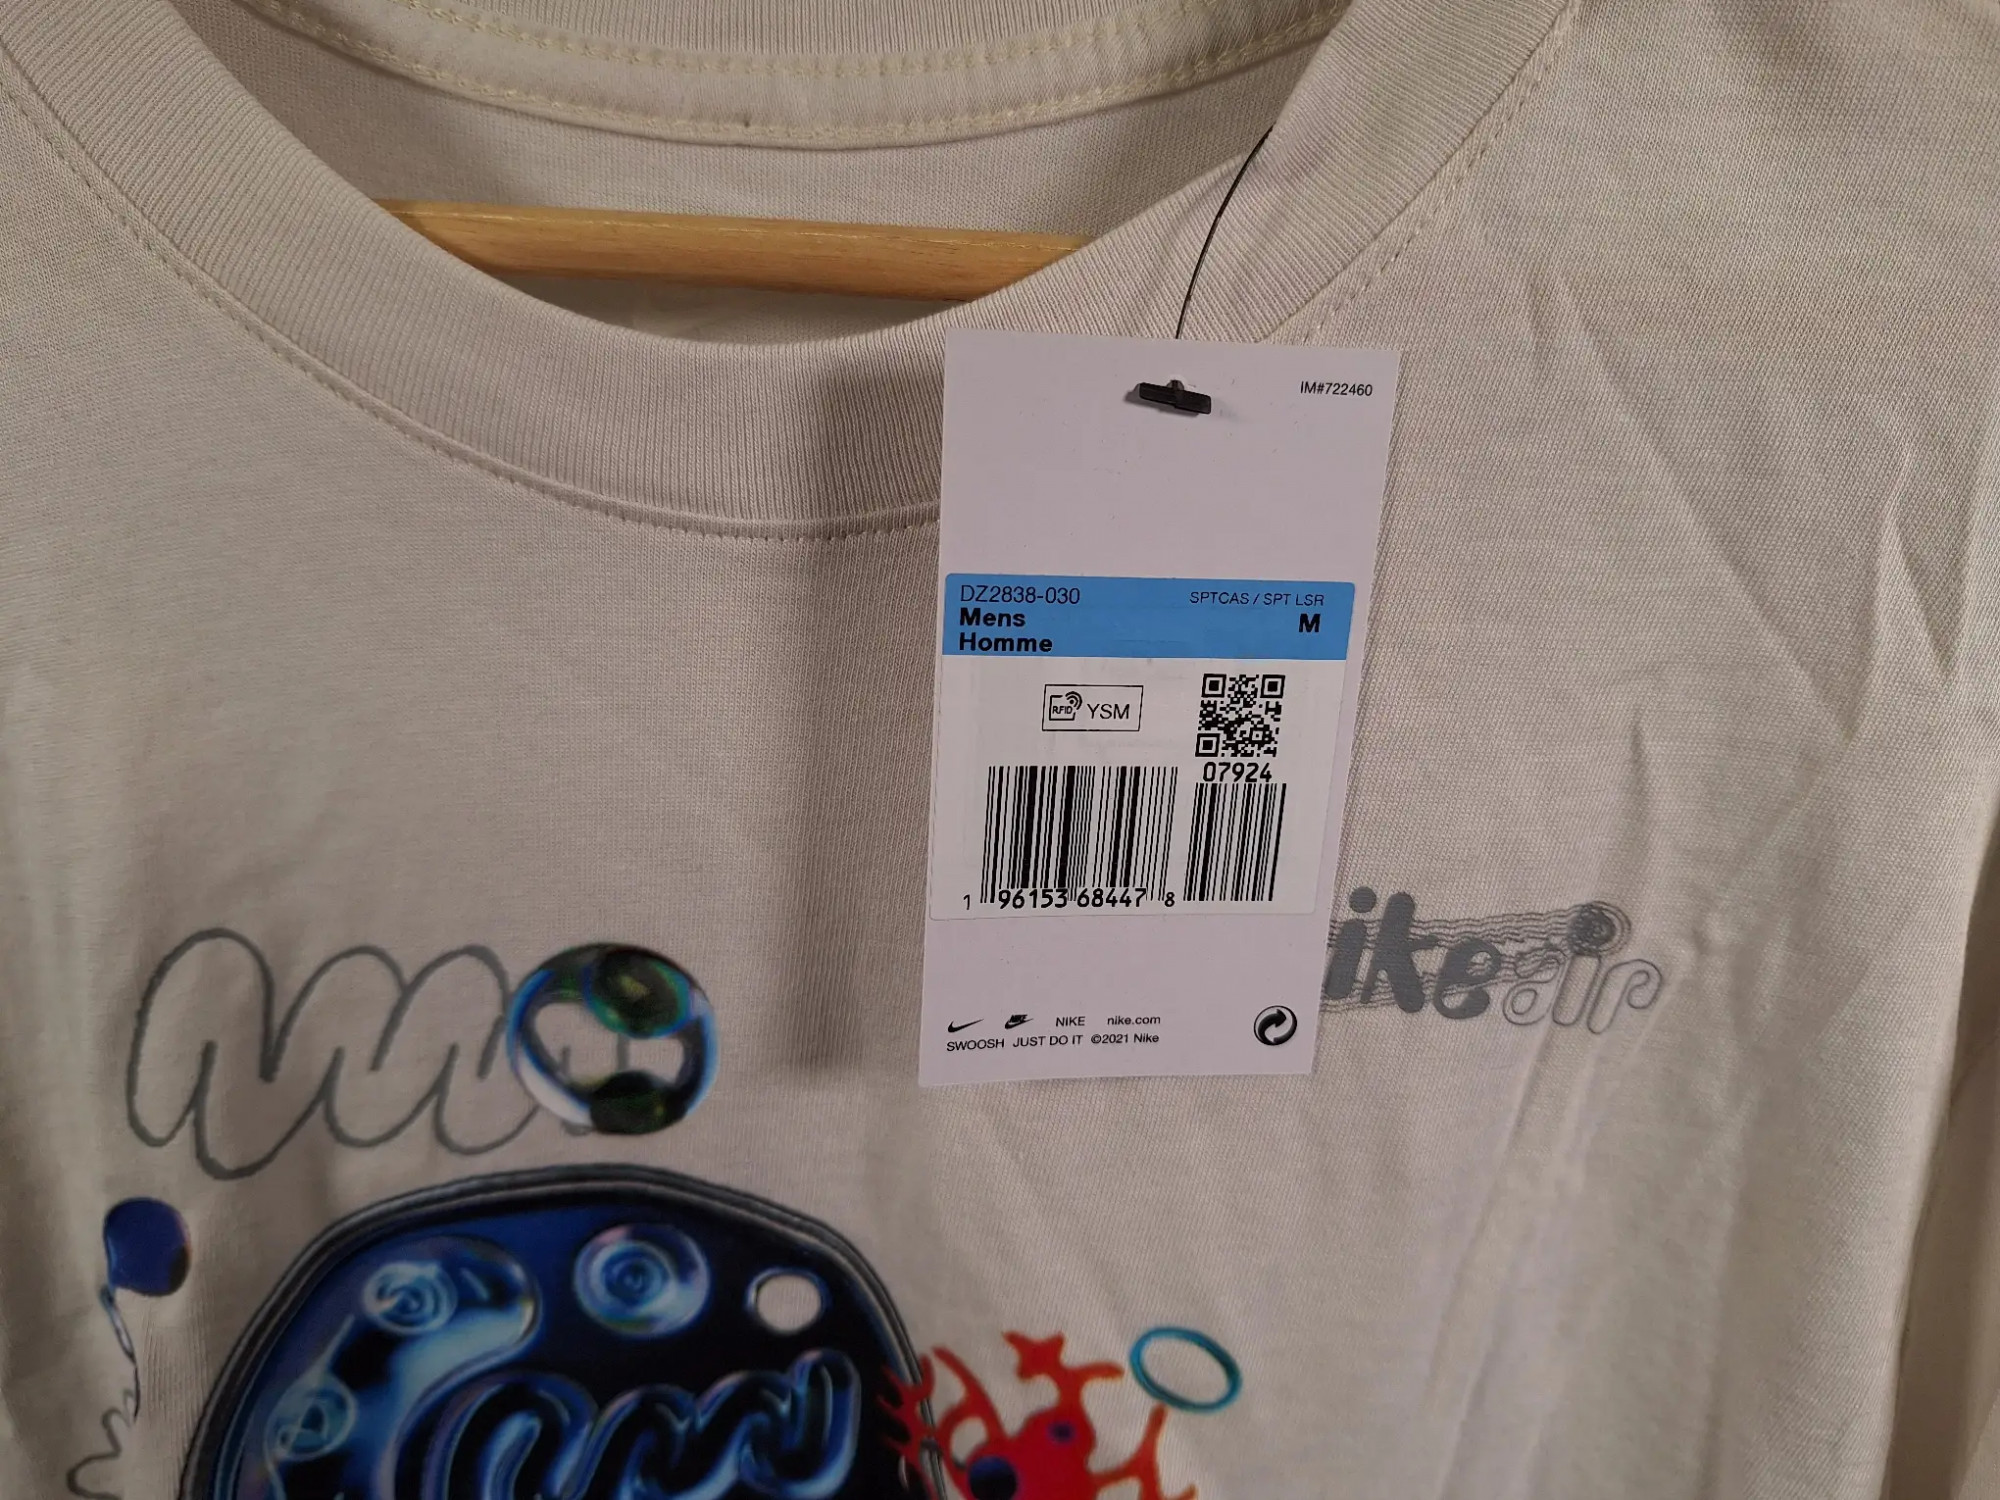 IM#722460
DZ2838-030 SPTCAS / SPT LSR
Mens M
Homme
RFID YSM
07924
1 96153 68447 8
ike air
NIKE nike.com
SWOOSH JUST DO IT ©2021 Nike